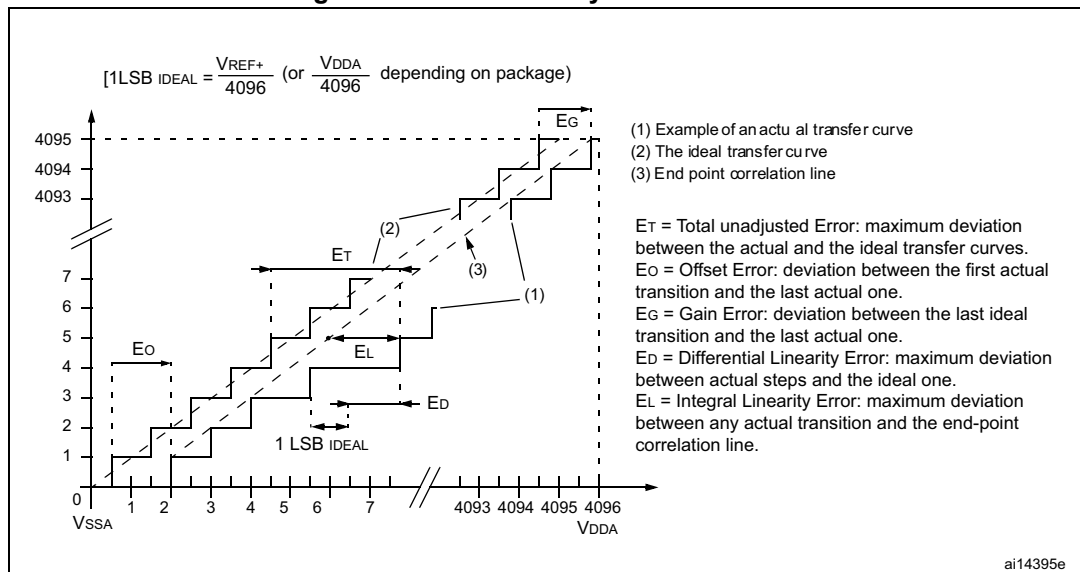 [1LSB IDEAL = VREF+ / 4096 (or VDDA / 4096 depending on package)
EG
4095
4094
4093
7
6
5
4
3
2
1
0
(1) Example of an actu al transfer curve
(2) The ideal transfer curve
(3) End point correlation line
ET = Total unadjusted Error: maximum deviation
between the actual and the ideal transfer curves.
EO = Offset Error: deviation between the first actual
transition and the last actual one.
EG = Gain Error: deviation between the last ideal
transition and the last actual one.
ED = Differential Linearity Error: maximum deviation
between actual steps and the ideal one.
EL = Integral Linearity Error: maximum deviation
between any actual transition and the end-point
correlation line.
(2)
ET
(3)
(1)
EO
EL
ED
1 LSB IDEAL
1 2 3 4 5 6 7 4093 4094 4095 4096
VSSA
VDDA
ai14395e